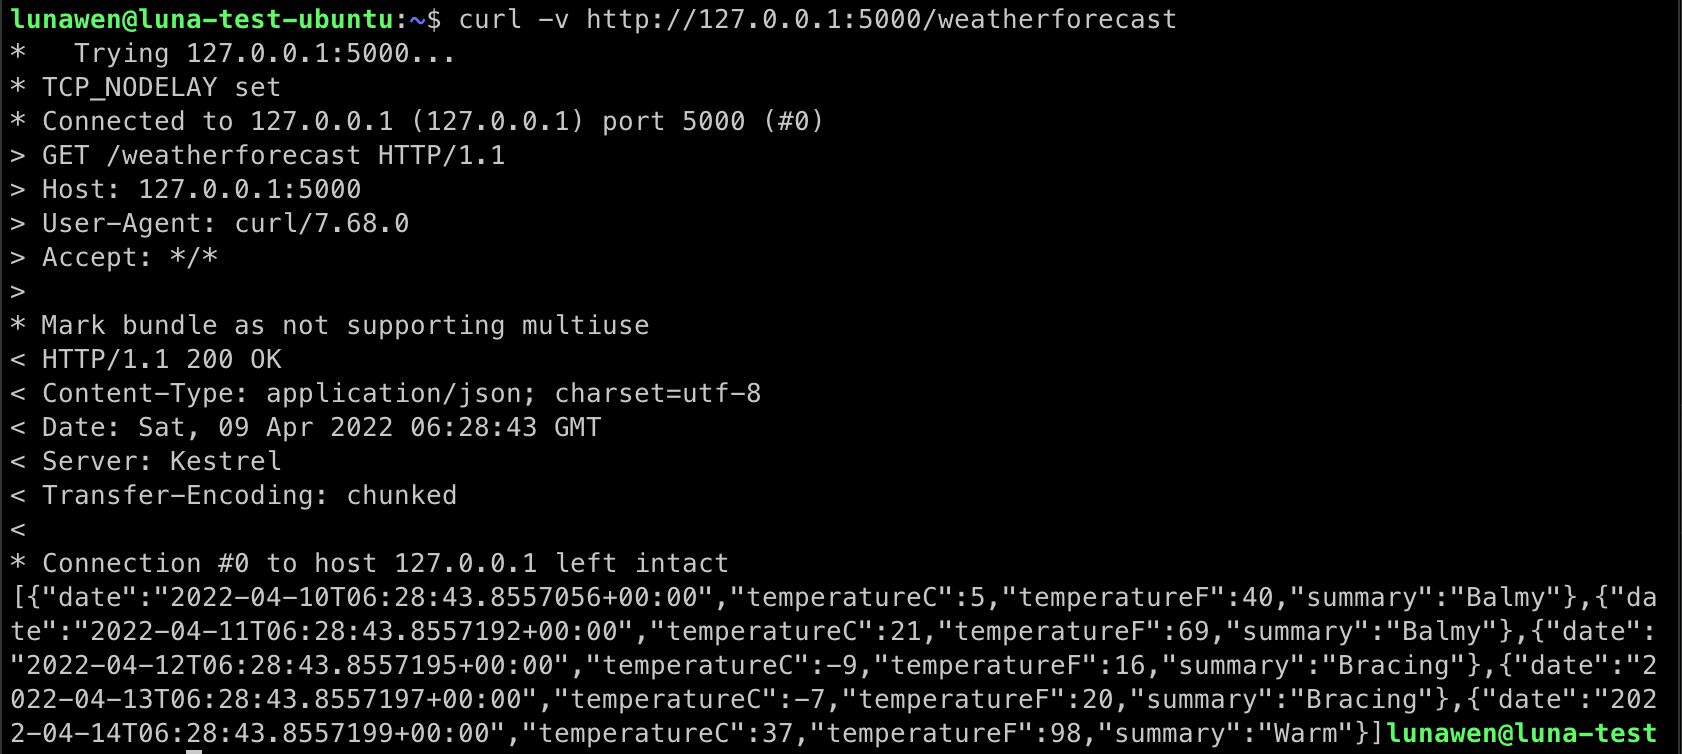 lunawen@luna-test-ubuntu:~$ curl -v http://127.0.0.1:5000/weatherforecast
*   Trying 127.0.0.1:5000...
* TCP_NODELAY set
* Connected to 127.0.0.1 (127.0.0.1) port 5000 (#0)
> GET /weatherforecast HTTP/1.1
> Host: 127.0.0.1:5000
> User-Agent: curl/7.68.0
> Accept: */*
>
* Mark bundle as not supporting multiuse
< HTTP/1.1 200 OK
< Content-Type: application/json; charset=utf-8
< Date: Sat, 09 Apr 2022 06:28:43 GMT
< Server: Kestrel
< Transfer-Encoding: chunked
<
* Connection #0 to host 127.0.0.1 left intact
[{"date":"2022-04-10T06:28:43.8557056+00:00","temperatureC":5,"temperatureF":40,"summary":"Balmy"},{"da
te":"2022-04-11T06:28:43.8557192+00:00","temperatureC":21,"temperatureF":69,"summary":"Balmy"},{"date":
"2022-04-12T06:28:43.8557195+00:00","temperatureC":-9,"temperatureF":16,"summary":"Bracing"},{"date":"2
022-04-13T06:28:43.8557197+00:00","temperatureC":-7,"temperatureF":20,"summary":"Bracing"},{"date":"202
2-04-14T06:28:43.8557199+00:00","temperatureC":37,"temperatureF":98,"summary":"Warm"}]lunawen@luna-test